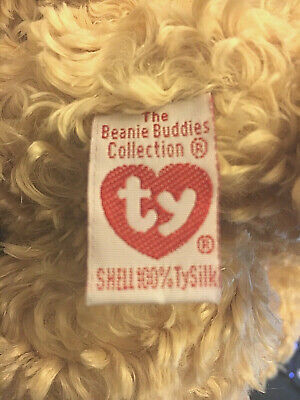 The
Beanie Buddies
Collection ®
ty
®
SHELL 100% TySilk